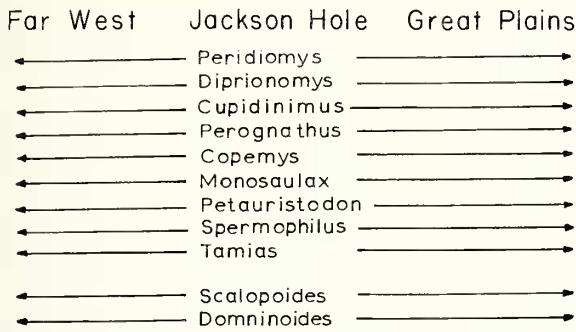 Far West Jackson Hole Great Plains
Peridiomys
Diprionomys
Cupidinimus
Perognathus
Copemys
Monosaulax
Petauristodon
Spermophilus
Tamias
Scalopoides
Domninoides